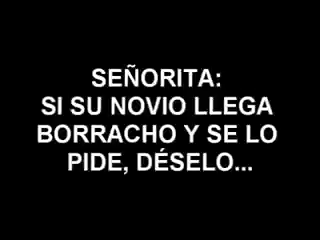 SEÑORITA:
SI SU NOVIO LLEGA
BORRACHO Y SE LO
PIDE, DÉSELO...